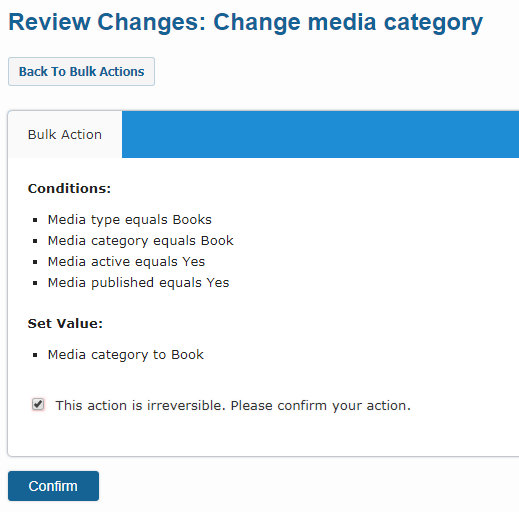 Review Changes: Change media category
Back To Bulk Actions
Bulk Action
Conditions:
Media type equals Books
Media category equals Book
Media active equals Yes
Media published equals Yes
Set Value:
Media category to Book
This action is irreversible. Please confirm your action.
Confirm